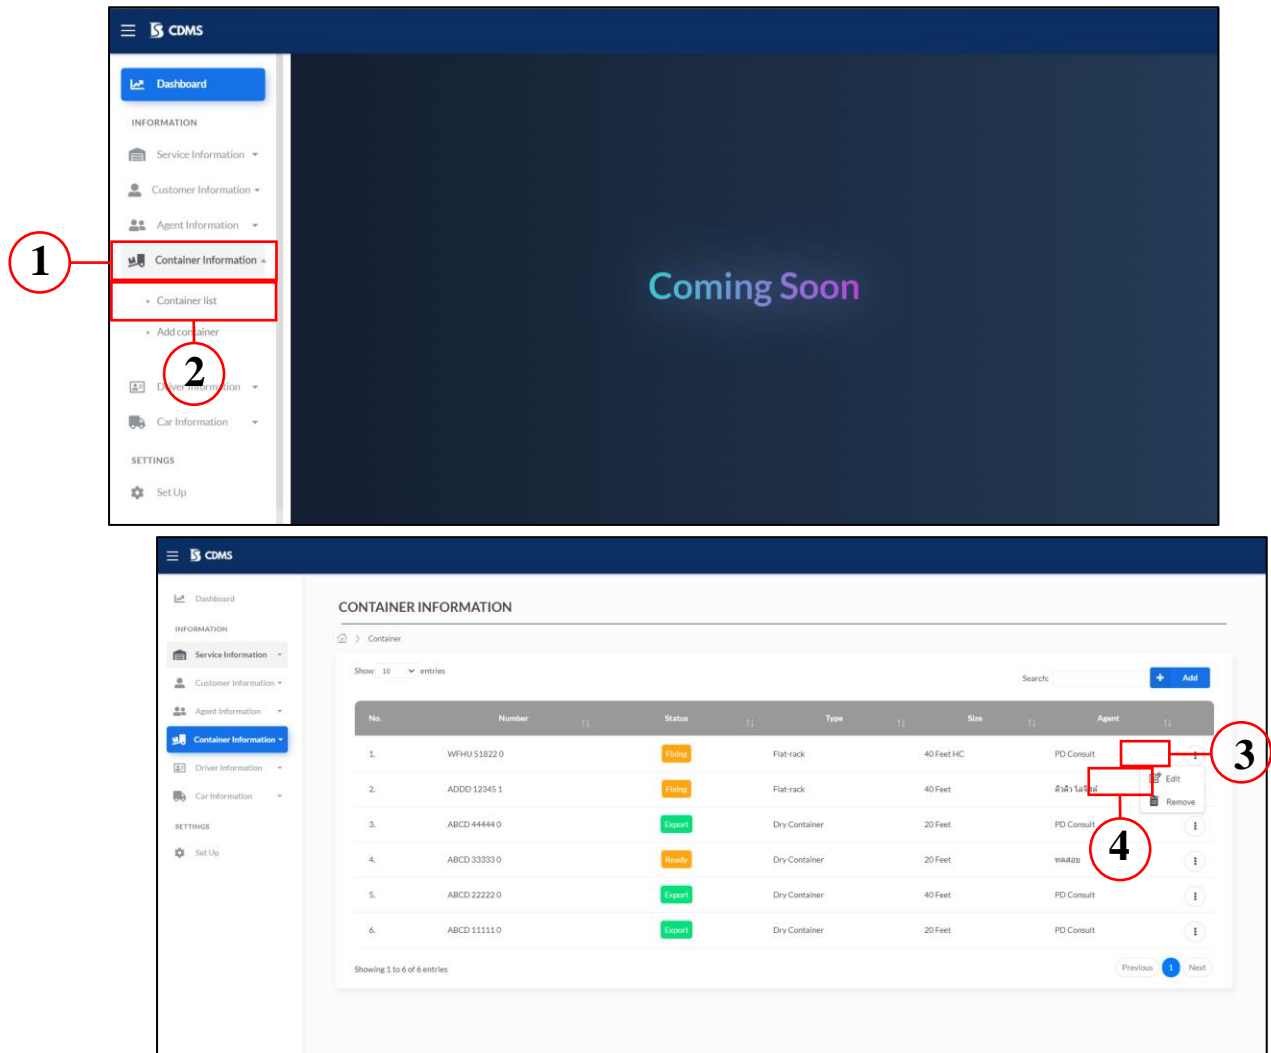 CDMS
Dashboard
INFORMATION
Service Information
Customer Information
Agent Information
1
Container Information
Container list
Add container
2
Driver Information
Car Information
SETTINGS
Set Up
Coming Soon
CDMS
Dashboard
INFORMATION
Service Information
Customer Information
Agent Information
Container Information
Driver Information
Car Information
SETTINGS
Set Up
CONTAINER INFORMATION
> Container
Show 10 entries
Search: + Add
No. Number Status Type Size Agent
1. WFHU 51822 0 Fixing Flat-rack 40 Feet HC PD Consult
3
Edit
2. ADDD 12345 1 Fixing Flat-rack 40 Feet
Remove
3. ABCD 44444 0 Export Dry Container 20 Feet PD Consult
4
4. ABCD 33333 0 Ready Dry Container 20 Feet ทดสอบ
5. ABCD 22222 0 Export Dry Container 40 Feet PD Consult
6. ABCD 11111 0 Export Dry Container 20 Feet PD Consult
Showing 1 to 6 of 6 entries
Previous 1 Next